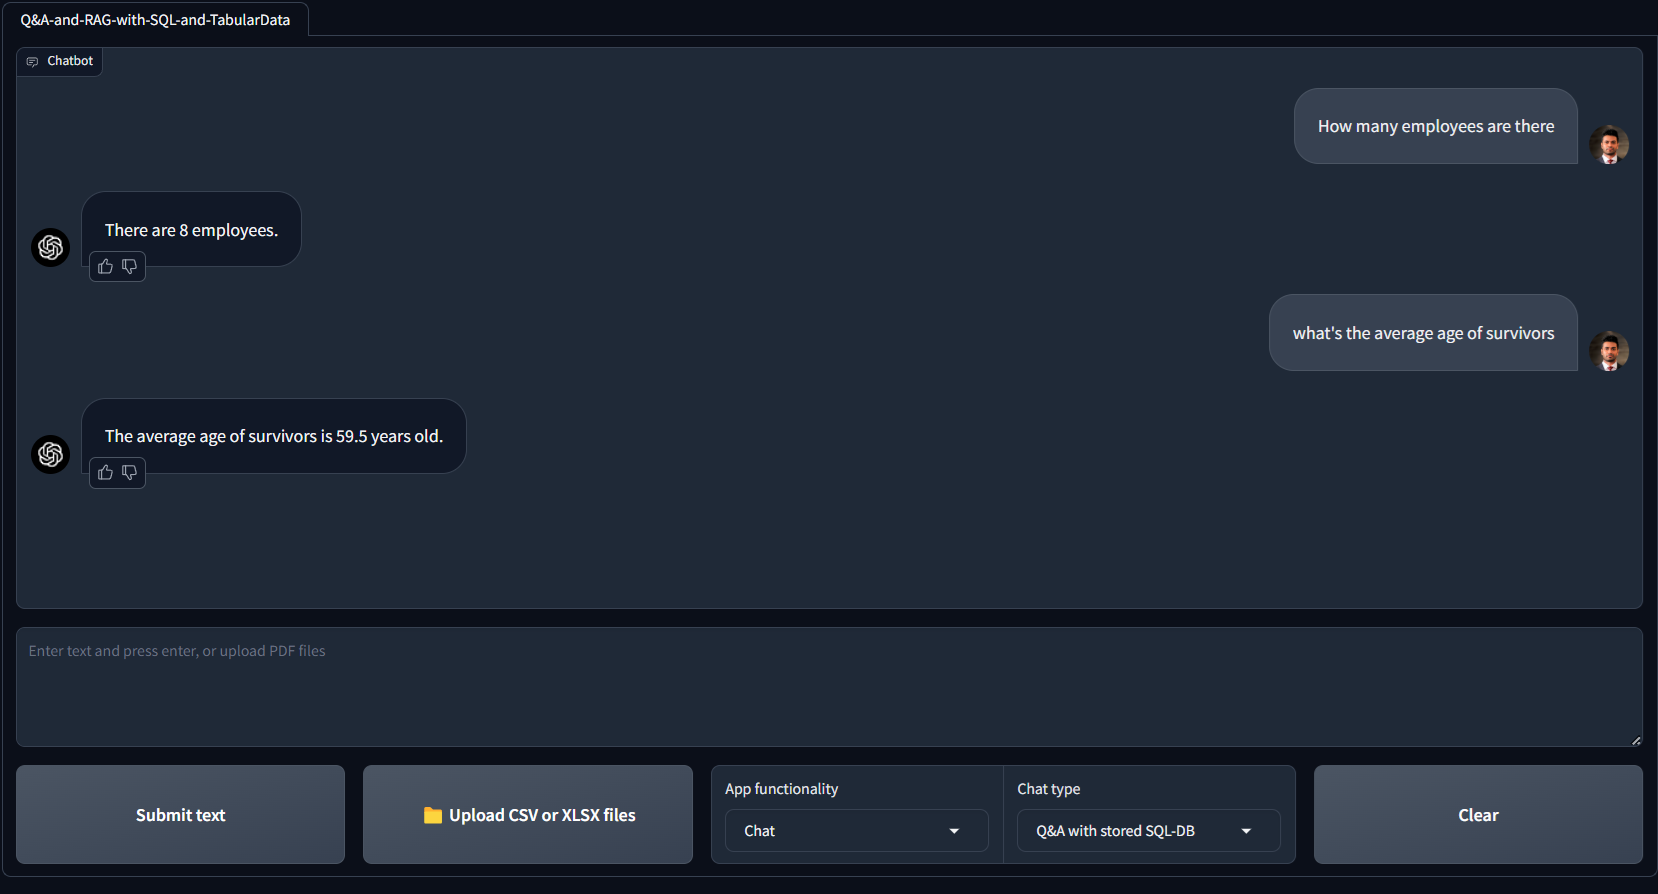 Q&A-and-RAG-with-SQL-and-TabularData
Chatbot
How many employees are there
There are 8 employees.
what's the average age of survivors
The average age of survivors is 59.5 years old.
Enter text and press enter, or upload PDF files
Submit text
Upload CSV or XLSX files
App functionality
Chat
Chat type
Q&A with stored SQL-DB
Clear